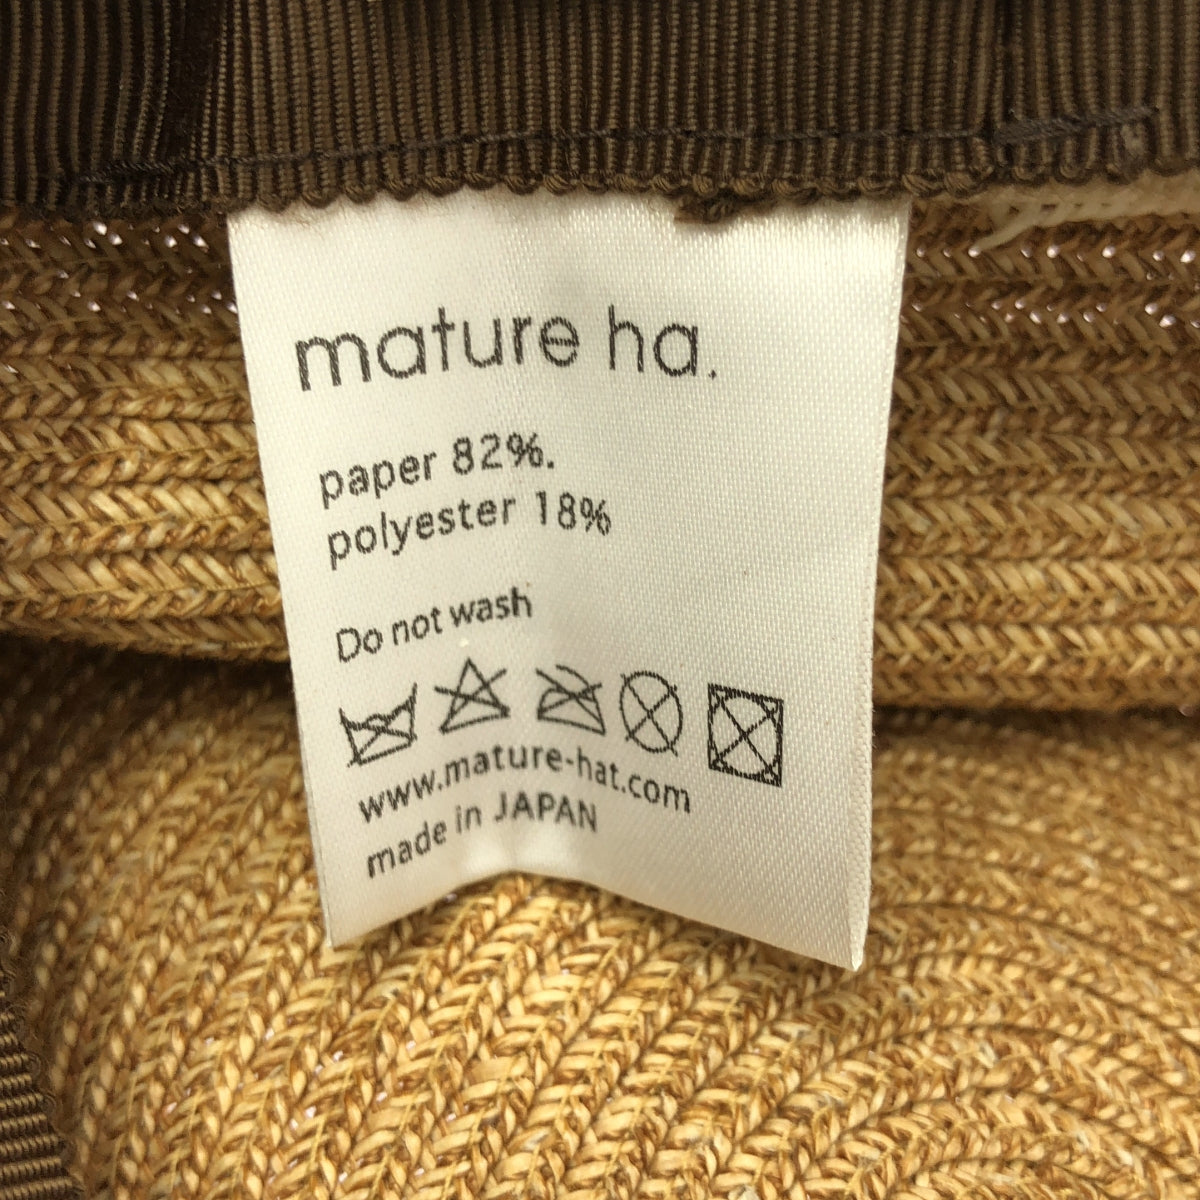 mature ha.
paper 82%.
polyester 18%
Do not wash
www.mature-hat.com
made in JAPAN